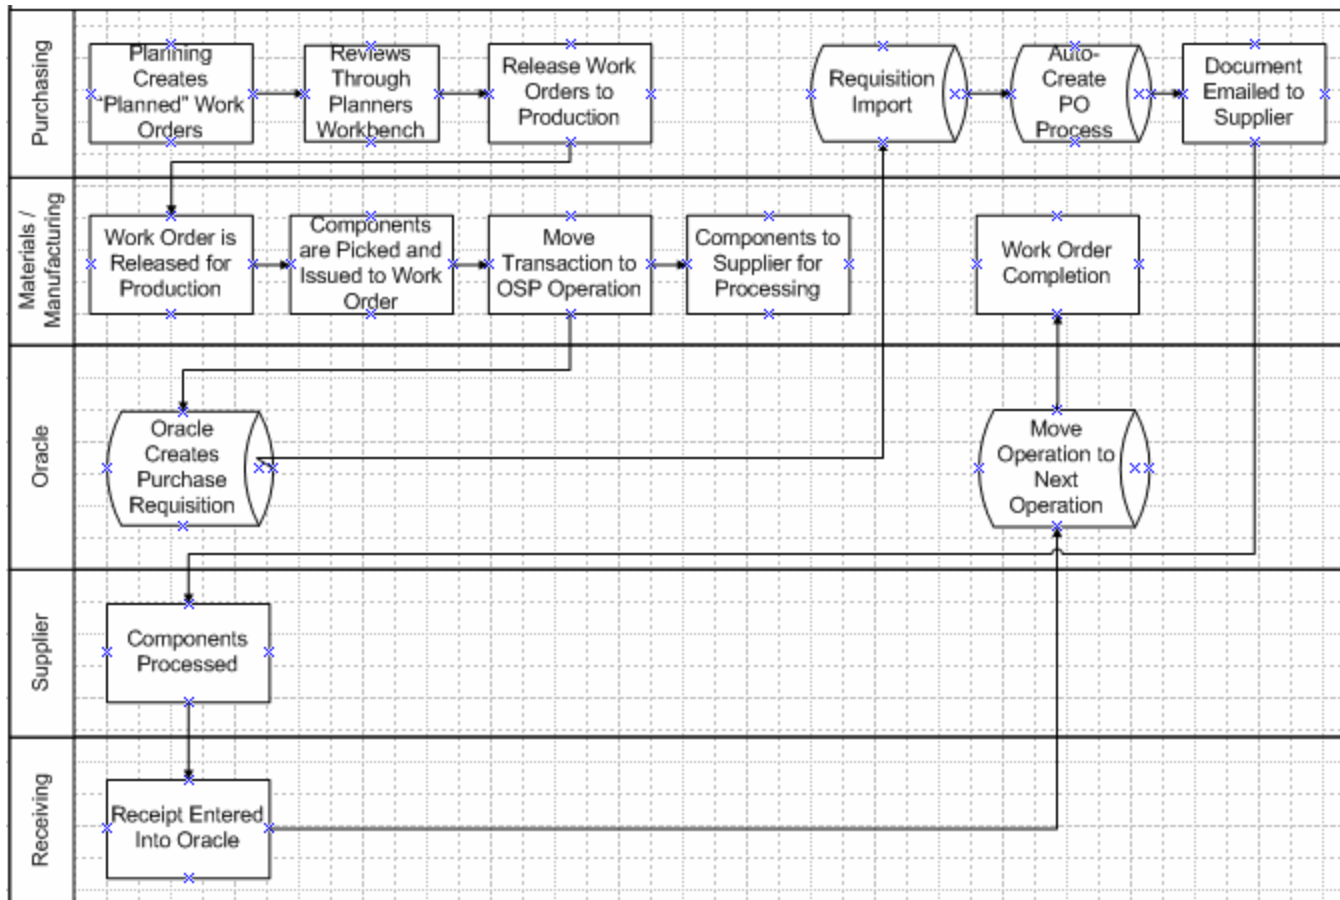 Purchasing
Planning
Creates
"Planned" Work
Orders
Reviews
Through
Planners
Workbench
Release Work
Orders to
Production
Requisition
Import
Auto-
Create
PO
Process
Document
Emailed to
Supplier
Materials /
Manufacturing
Work Order is
Released for
Production
Components
are Picked and
Issued to Work
Order
Move
Transaction to
OSP Operation
Components to
Supplier for
Processing
Work Order
Completion
Oracle
Oracle
Creates
Purchase
Requisition
Move
Operation to
Next
Operation
Supplier
Components
Processed
Receiving
Receipt Entered
Into Oracle